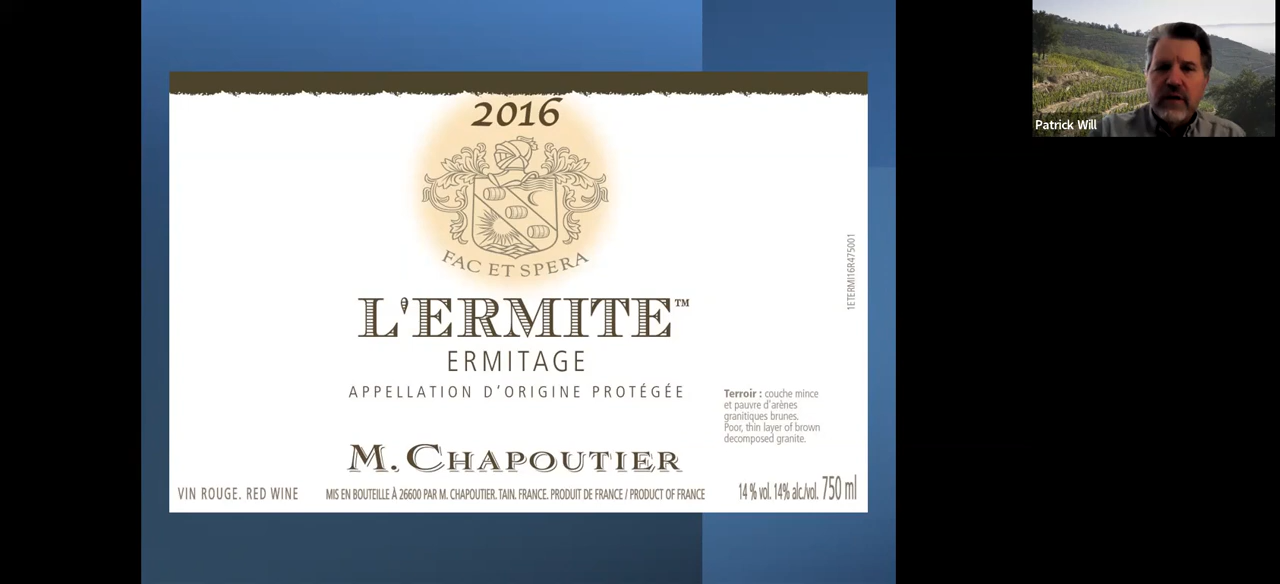 2016
FAC ET SPERA
L'ERMITE™
ERMITAGE
APPELLATION D'ORIGINE PROTÉGÉE
Terroir : couche mince
et pauvre d'arènes
granitiques brunes.
Poor, thin layer of brown
decomposed granite.
M. CHAPOUTIER
VIN ROUGE. RED WINE
MIS EN BOUTEILLE À 26600 PAR M. CHAPOUTIER. TAIN. FRANCE. PRODUIT DE FRANCE / PRODUCT OF FRANCE
14 % vol. 14% alc./vol. 750 ml
1ETERMI16R475001
Patrick Will